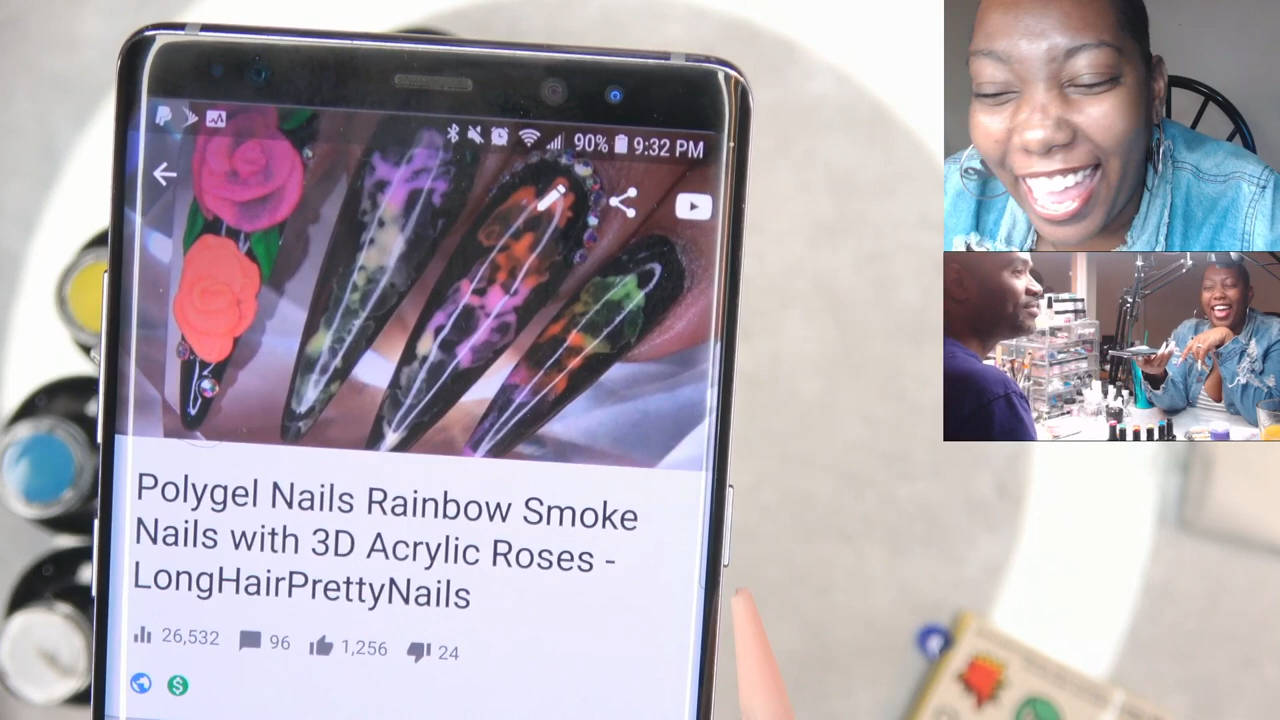 90% 9:32 PM
Polygel Nails Rainbow Smoke
Nails with 3D Acrylic Roses -
LongHairPrettyNails
26,532 96 1,256 24